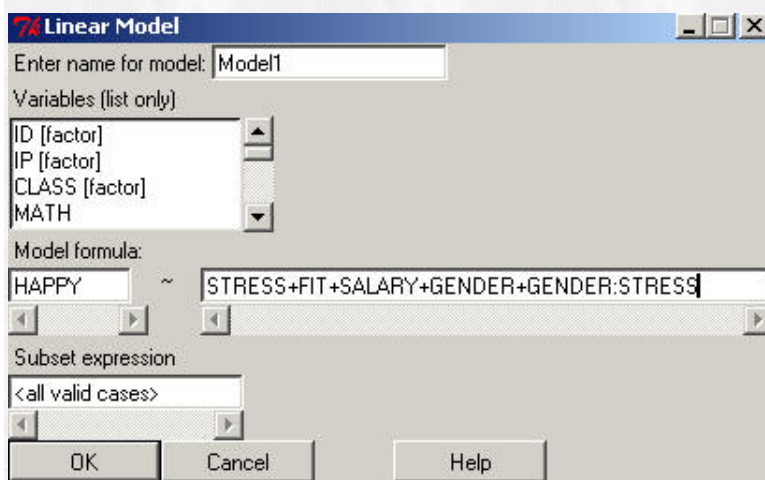 Linear Model
Enter name for model: Model1
Variables (list only)
ID [factor]
IP [factor]
CLASS [factor]
MATH
Model formula:
HAPPY ~ STRESS+FIT+SALARY+GENDER+GENDER:STRESS
Subset expression
<all valid cases>
OK Cancel Help